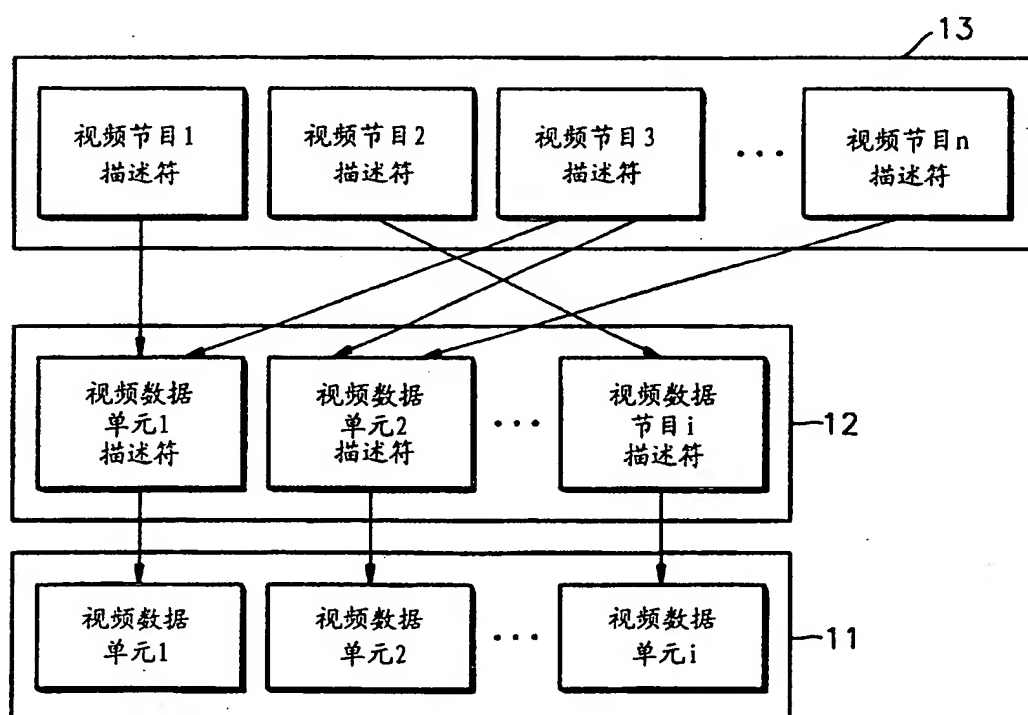 13
视频节目1
描述符
视频节目2
描述符
视频节目3
描述符
...
视频节目n
描述符
视频数据
单元1
描述符
视频数据
单元2
描述符
...
视频数据
节目i
描述符
12
视频数据
单元1
视频数据
单元2
...
视频数据
单元i
11